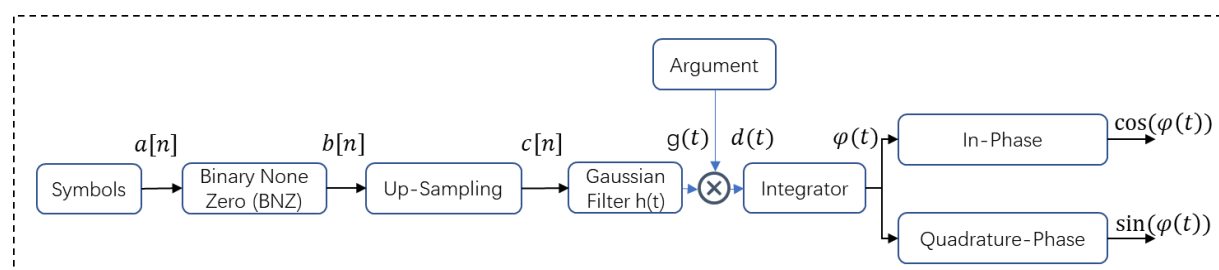 Argument
a[n]
b[n]
c[n]
g(t)
d(t)
φ(t)
In-Phase
cos(φ(t))
Symbols
Binary None
Zero (BNZ)
Up-Sampling
Gaussian
Filter h(t)
Integrator
Quadrature-Phase
sin(φ(t))